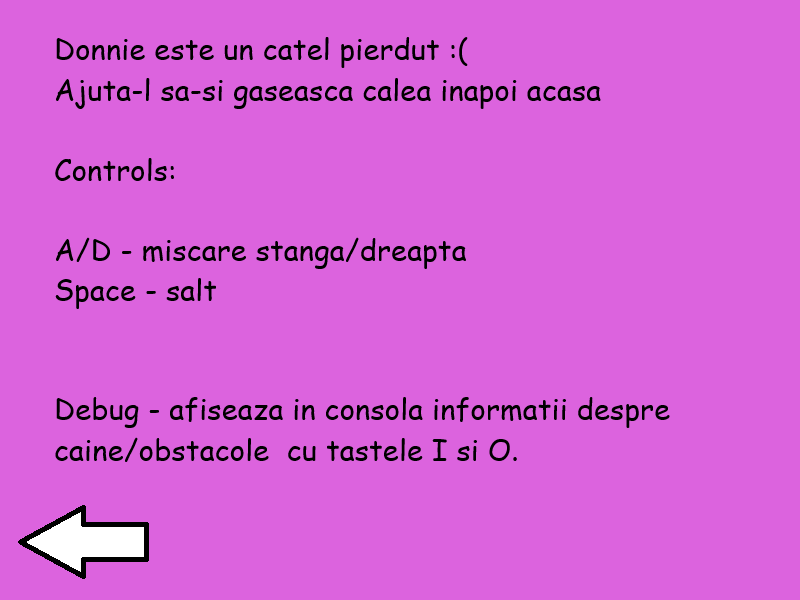 Donnie este un catel pierdut :(
Ajuta-l sa-si gaseasca calea inapoi acasa
Controls:
A/D - miscare stanga/dreapta
Space - salt
Debug - afiseaza in consola informatii despre
caine/obstacole  cu tastele I si O.